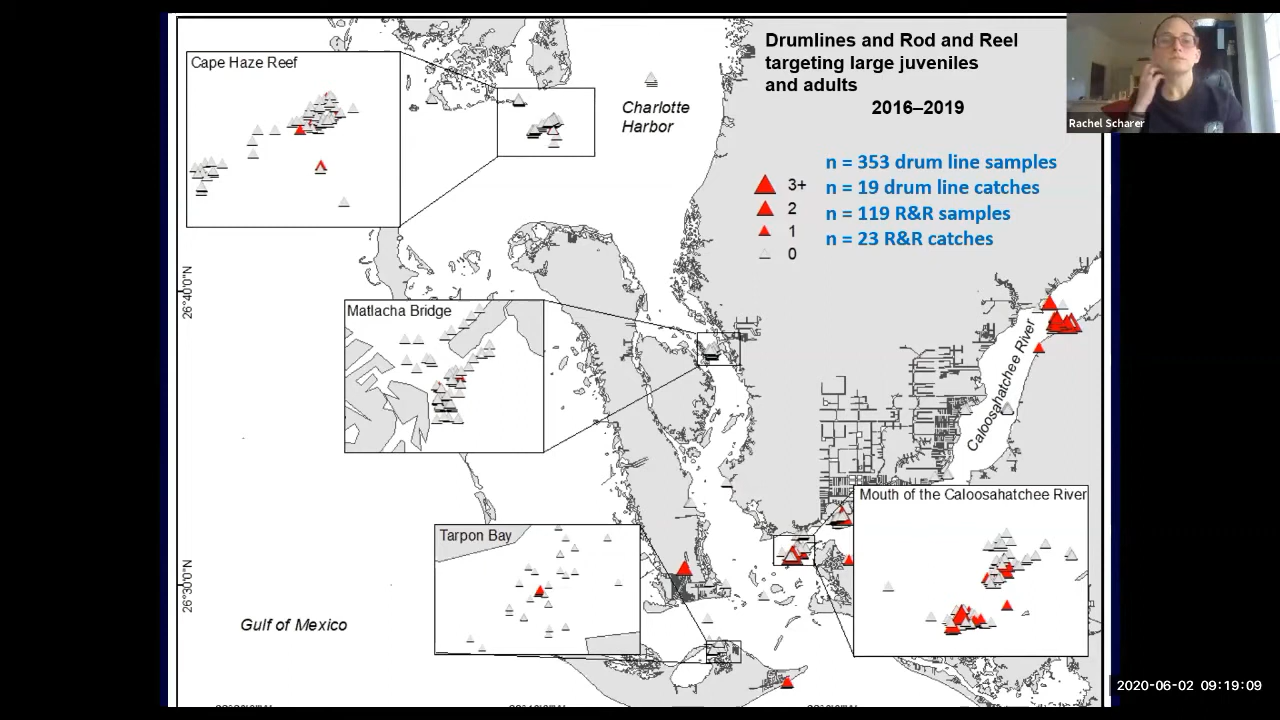 Cape Haze Reef
Drumlines and Rod and Reel
targeting large juveniles
and adults
2016–2019
Rachel Scharer
Charlotte
Harbor
3+
2
1
0
n = 353 drum line samples
n = 19 drum line catches
n = 119 R&R samples
n = 23 R&R catches
26°40'0"N
Matlacha Bridge
Caloosahatchee River
Mouth of the Caloosahatchee River
Tarpon Bay
26°30'0"N
Gulf of Mexico
2020-06-02 09:19:09